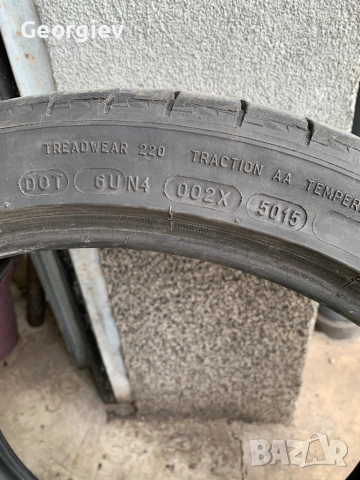 Georgiev
TREADWEAR 220 TRACTION AA TEMPER
DOT 6UN4 002X 5015
BAZAR